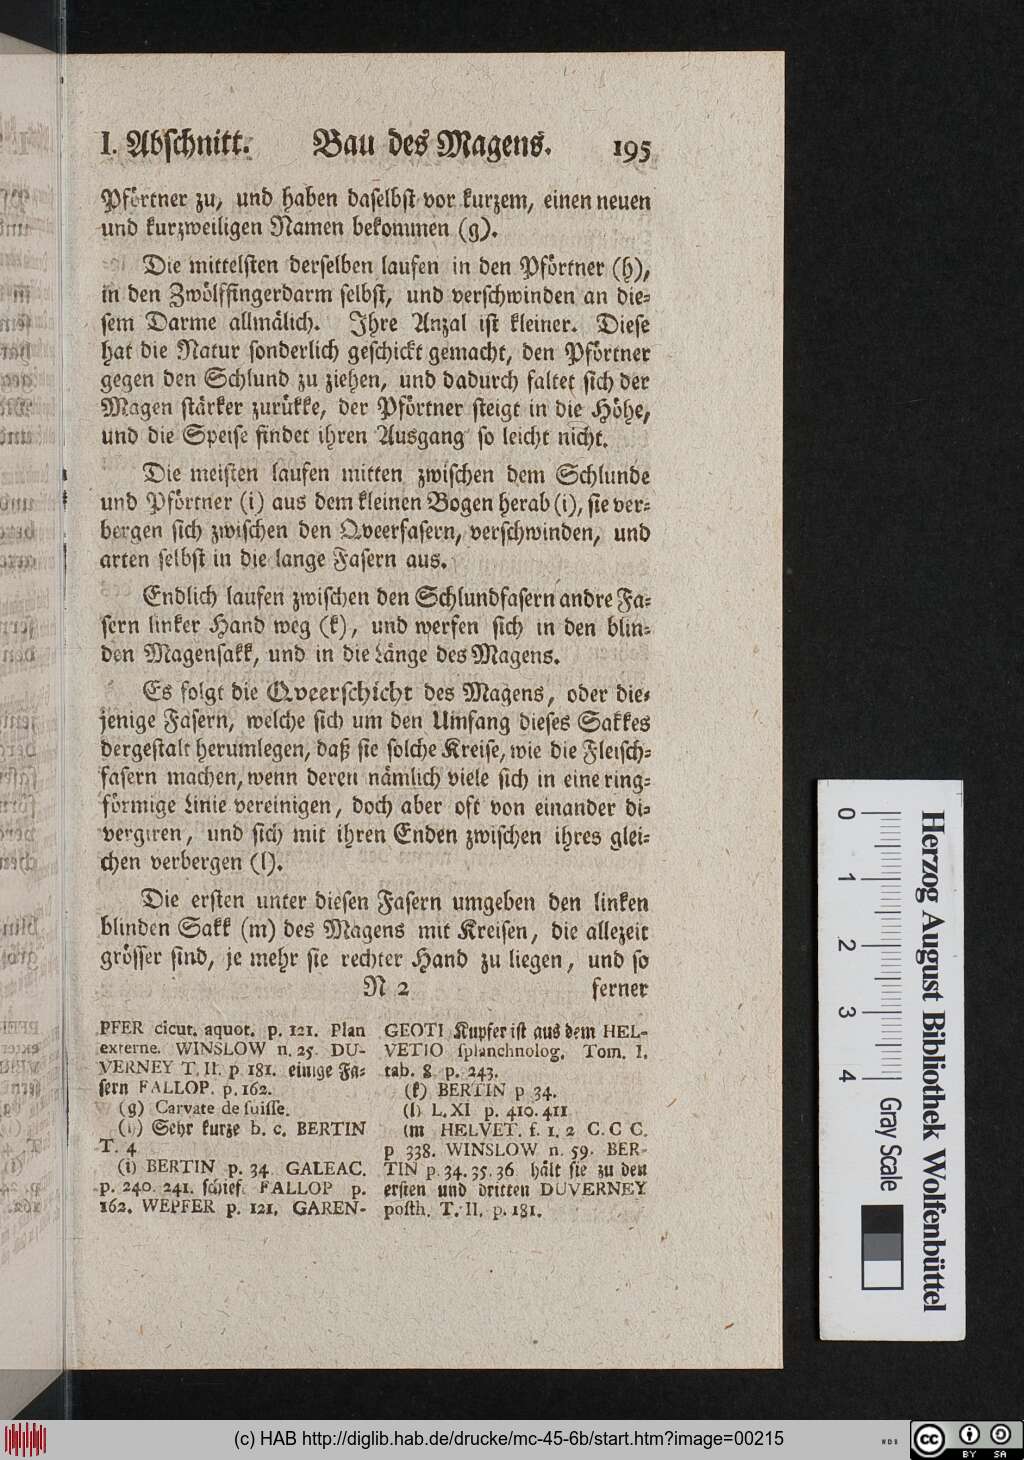 I. Abschnitt. Bau des Magens. 195
Pförtner zu, und haben daselbst vor kurzem, einen neuen
und kurzweiligen Namen bekommen (g).
Die mittelsten derselben laufen in den Pförtner (h),
in den Zwölffingerdarm selbst, und verschwinden an die=
sem Darme allmälich. Ihre Anzal ist kleiner. Diese
hat die Natur sonderlich geschickt gemacht, den Pförtner
gegen den Schlund zu ziehen, und dadurch faltet sich der
Magen stärker zurükke, der Pförtner steigt in die Höhe,
und die Speise findet ihren Ausgang so leicht nicht.
Die meisten laufen mitten zwischen dem Schlunde
und Pförtner (i) aus dem kleinen Bogen herab (i), sie ver=
bergen sich zwischen den Qveerfasern, verschwinden, und
arten selbst in die lange Fasern aus.
Endlich laufen zwischen den Schlundfasern andre Fa=
sern linker Hand weg (k), und werfen sich in den blin=
den Magensakk, und in die Länge des Magens.
Es folgt die Qveerschicht des Magens, oder die=
jenige Fasern, welche sich um den Umfang dieses Sakkes
dergestalt herumlegen, daß sie solche Kreise, wie die Fleisch=
fasern machen, wenn deren nämlich viele sich in eine ring=
förmige Linie vereinigen, doch aber oft von einander di=
vergiren, und sich mit ihren Enden zwischen ihres glei=
chen verbergen (l).
Die ersten unter diesen Fasern umgeben den linken
blinden Sakk (m) des Magens mit Kreisen, die allezeit
grösser sind, je mehr sie rechter Hand zu liegen, und so
N 2 ferner
PFER cicut. aquot. p. 121. Plan
externe. WINSLOW n. 25. DU-
VERNEY T. II. p. 181. einige Fa=
sern FALLOP. p. 162.
(g) Carvate de suisse.
(h) Sehr kurze b. c. BERTIN
T. 4
(i) BERTIN p. 34. GALEAC.
p. 240. 241. schief. FALLOP p.
162. WEPFER p. 121. GAREN-
GEOTI Kupfer ist aus dem HEL-
VETIO splanchnolog. Tom. I.
tab. 8 p. 243.
(k) BERTIN p 34.
(l) L. XI p. 410. 411
(m HELVET. f. 1. 2 C. C C.
p 338. WINSLOW n. 59. BER-
TIN p. 34. 35. 36 hält sie zu den
ersten und dritten DUVERNEY
posth. T. II. p. 181.
0 1 2 3 4 Gray Scale
Herzog August Bibliothek Wolfenbüttel
(c) HAB http://diglib.hab.de/drucke/mc-45-6b/start.htm?image=00215
cc BY SA